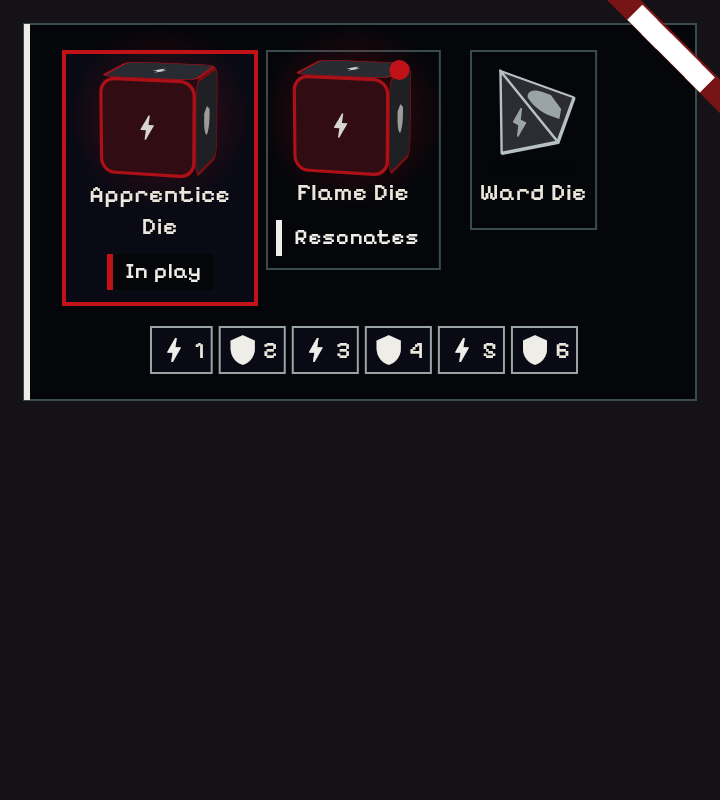 Apprentice
Die
In play
Flame Die
Resonates
Ward Die
1 2 3 4 5 6